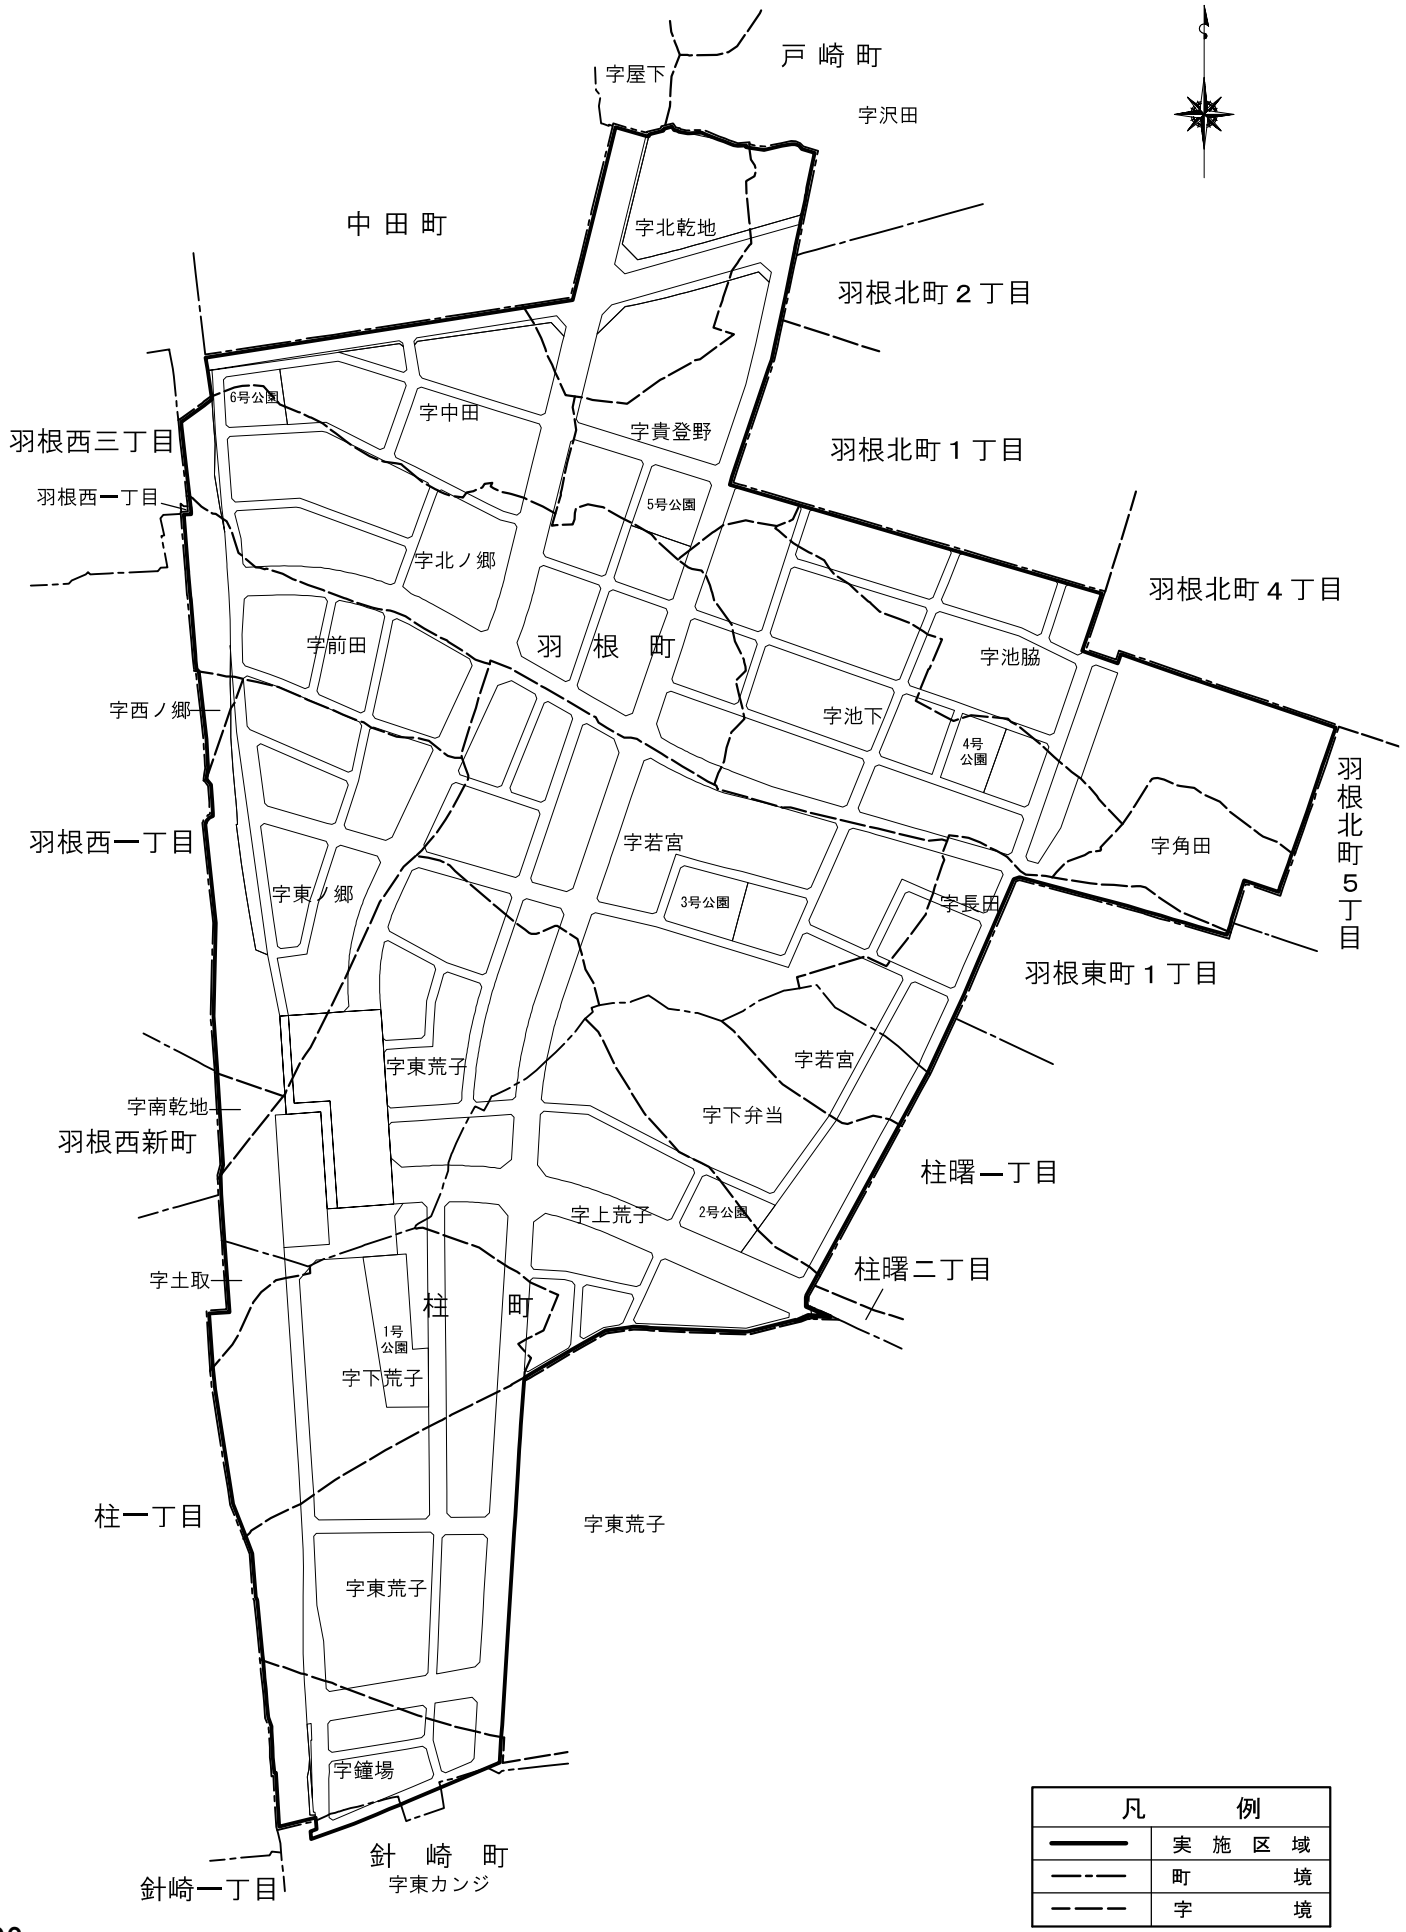 戸崎町
字屋下
字沢田
中田町
字北乾地
羽根北町2丁目
6号公園
字中田
字貴登野
羽根西三丁目
羽根北町1丁目
羽根西一丁目
5号公園
字北ノ郷
羽根北町4丁目
字前田
羽根町
字池脇
字西ノ郷
字池下
4号
公園
羽根北町5丁目
羽根西一丁目
字若宮
字角田
字東ノ郷
3号公園
字長田
羽根東町1丁目
字東荒子
字若宮
字南乾地
字下弁当
羽根西新町
柱曙一丁目
字上荒子
2号公園
字土取
柱曙二丁目
柱町
1号
公園
字下荒子
柱一丁目
字東荒子
字東荒子
字鐘場
針崎町
字東カンジ
針崎一丁目
凡例
実施区域
町境
字境